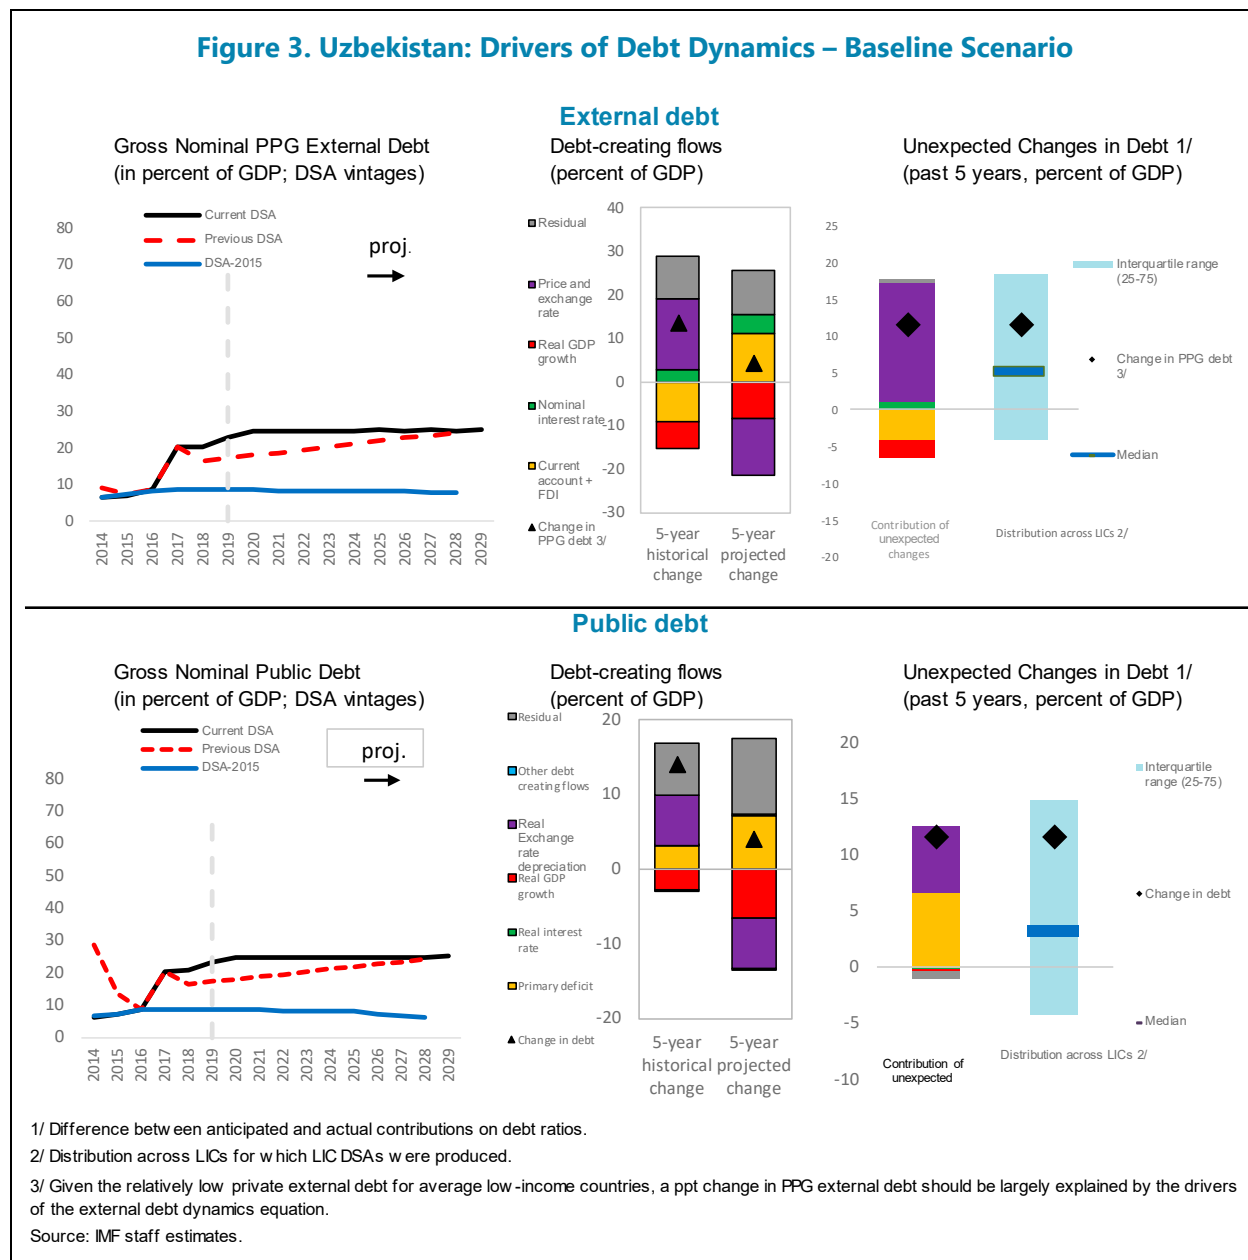 Figure 3. Uzbekistan: Drivers of Debt Dynamics – Baseline Scenario
External debt
Gross Nominal PPG External Debt
(in percent of GDP; DSA vintages)
Current DSA
Previous DSA
DSA-2015
proj.
80
70
60
50
40
30
20
10
0
2014
2015
2016
2017
2018
2019
2020
2021
2022
2023
2024
2025
2026
2027
2028
2029
Debt-creating flows
(percent of GDP)
Residual
Price and
exchange
rate
Real GDP
growth
Nominal
interest rate
Current
account +
FDI
Change in
PPG debt 3/
40
30
20
10
0
-10
-20
-30
5-year
historical
change
5-year
projected
change
Unexpected Changes in Debt 1/
(past 5 years, percent of GDP)
25
20
15
10
5
0
-5
-10
-15
-20
Contribution of
unexpected
changes
Distribution across LICs 2/
Interquartile range
(25-75)
Change in PPG debt
3/
Median
Public debt
Gross Nominal Public Debt
(in percent of GDP; DSA vintages)
Current DSA
Previous DSA
DSA-2015
proj.
80
70
60
50
40
30
20
10
0
2014
2015
2016
2017
2018
2019
2020
2021
2022
2023
2024
2025
2026
2027
2028
2029
Debt-creating flows
(percent of GDP)
Residual
Other debt
creating flows
Real
Exchange
rate
depreciation
Real GDP
growth
Real interest
rate
Primary deficit
Change in debt
20
10
0
-10
-20
5-year
historical
change
5-year
projected
change
Unexpected Changes in Debt 1/
(past 5 years, percent of GDP)
20
15
10
5
0
-5
-10
Contribution of
unexpected
Distribution across LICs 2/
Interquartile
range (25-75)
Change in debt
Median
1/ Difference between anticipated and actual contributions on debt ratios.
2/ Distribution across LICs for which LIC DSAs were produced.
3/ Given the relatively low private external debt for average low-income countries, a ppt change in PPG external debt should be largely explained by the drivers
of the external debt dynamics equation.
Source: IMF staff estimates.